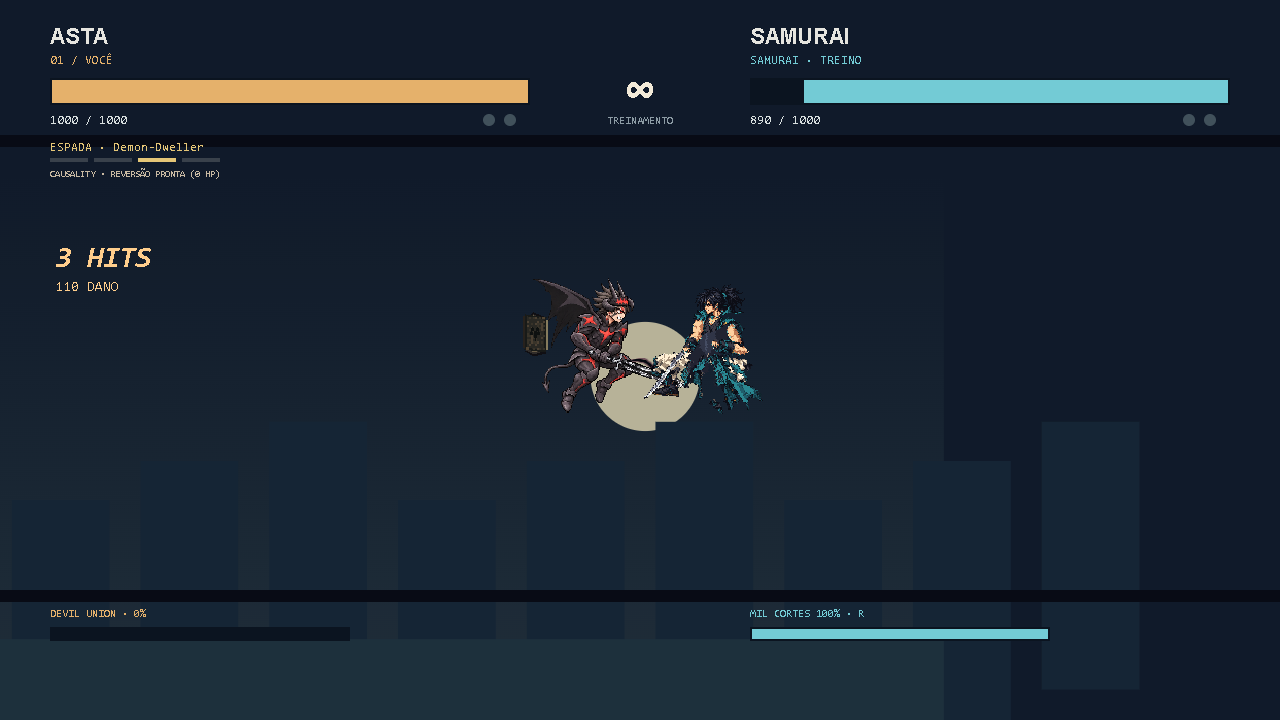 ASTA
01 / VOCÊ
1000 / 1000
∞
TREINAMENTO
SAMURAI
SAMURAI · TREINO
890 / 1000
ESPADA · Demon-Dweller
CAUSALITY · REVERSÃO PRONTA (0 HP)
3 HITS
110 DANO
DEVIL UNION · 0%
MIL CORTES 100% · R